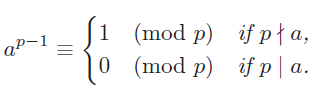 a^{p-1} ≡ { 1 (mod p) if p ∤ a,
0 (mod p) if p | a.